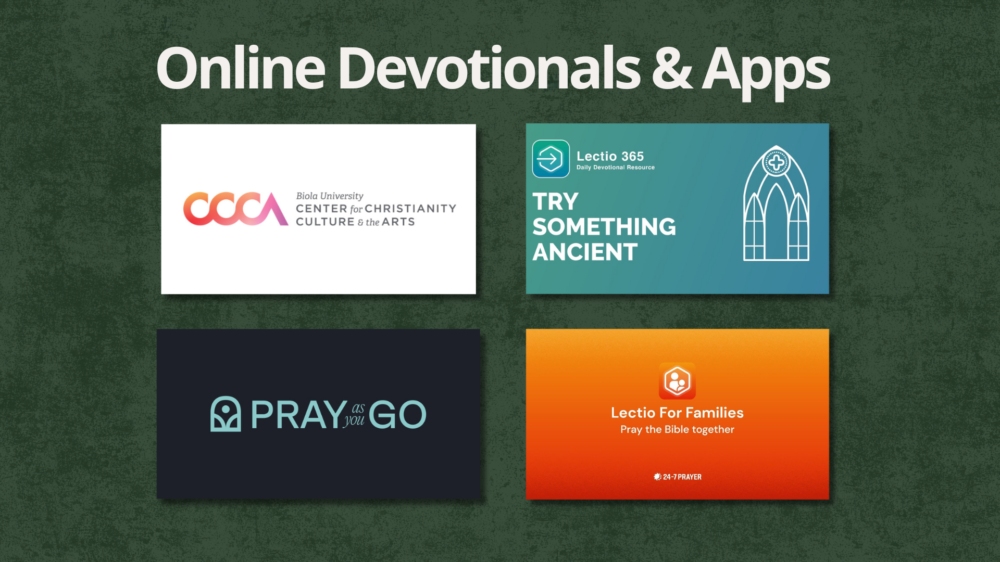 Online Devotionals & Apps
CCCA
Biola University
CENTER for CHRISTIANITY
CULTURE & the ARTS
Lectio 365
Daily Devotional Resource
TRY
SOMETHING
ANCIENT
PRAY as you GO
Lectio For Families
Pray the Bible together
24-7 PRAYER